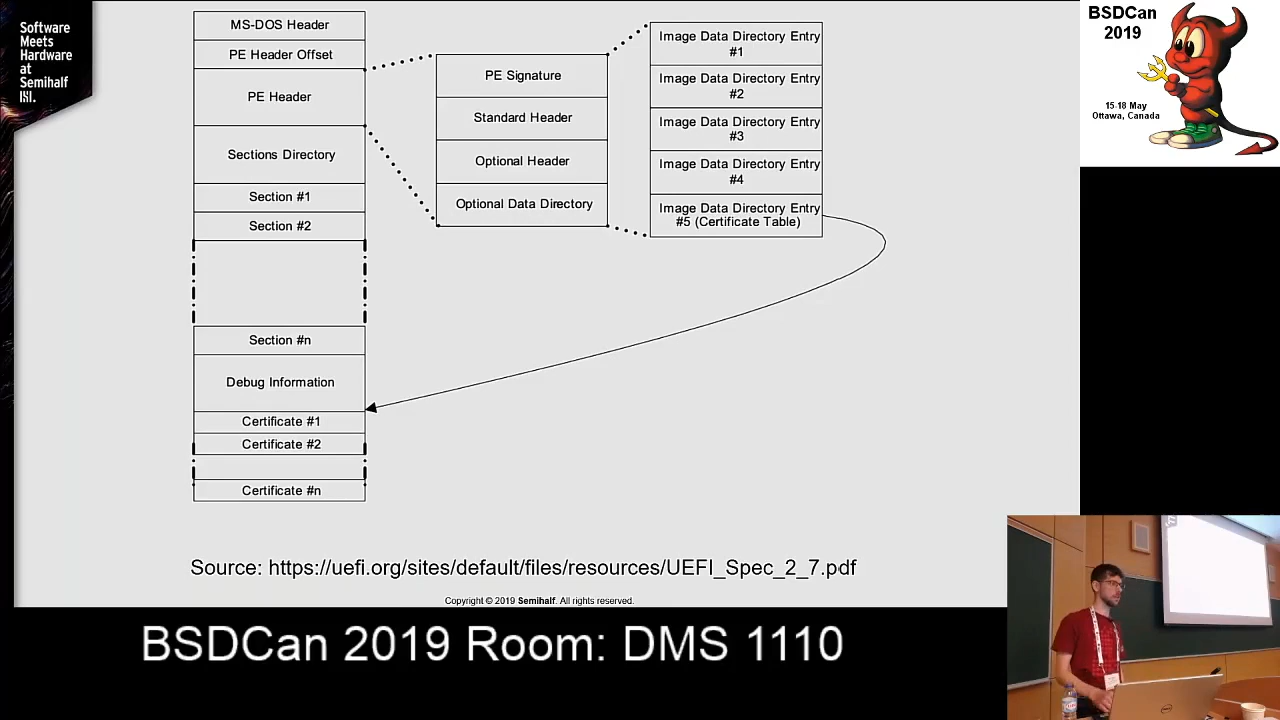 Software
Meets
Hardware
at
Semihalf
MS-DOS Header
PE Header Offset
PE Header
Sections Directory
Section #1
Section #2
Section #n
Debug Information
Certificate #1
Certificate #2
Certificate #n
PE Signature
Standard Header
Optional Header
Optional Data Directory
Image Data Directory Entry
#1
Image Data Directory Entry
#2
Image Data Directory Entry
#3
Image Data Directory Entry
#4
Image Data Directory Entry
#5 (Certificate Table)
Source: https://uefi.org/sites/default/files/resources/UEFI_Spec_2_7.pdf
Copyright © 2019 Semihalf. All rights reserved.
BSDCan
2019
15-18 May
Ottawa, Canada
BSDCan 2019 Room: DMS 1110